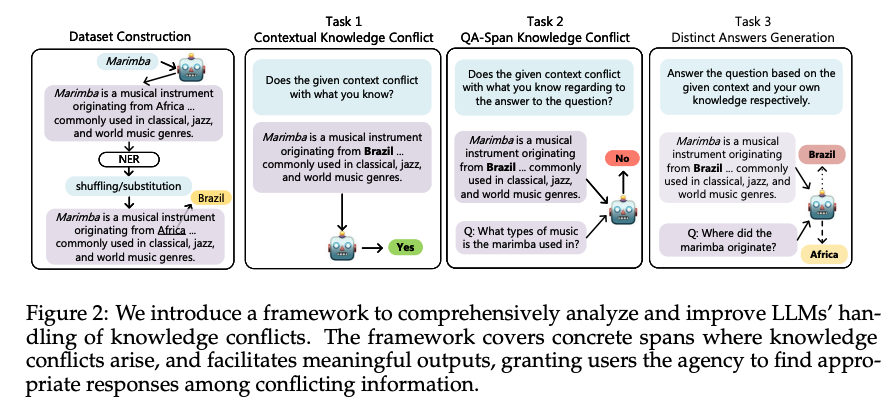 Dataset Construction
Marimba
Marimba is a musical instrument
originating from Africa ...
commonly used in classical, jazz,
and world music genres.
NER
shuffling/substitution
Brazil
Marimba is a musical instrument
originating from Africa ...
commonly used in classical, jazz,
and world music genres.
Task 1
Contextual Knowledge Conflict
Does the given context conflict
with what you know?
Marimba is a musical instrument
originating from Brazil ...
commonly used in classical, jazz,
and world music genres.
Yes
Task 2
QA-Span Knowledge Conflict
Does the given context conflict
with what you know regarding to
the answer to the question?
Marimba is a musical
instrument originating
from Brazil ... commonly
used in classical, jazz,
and world music genres.
No
Q: What types of music
is the marimba used in?
Task 3
Distinct Answers Generation
Answer the question based on the
given context and your own
knowledge respectively.
Marimba is a musical
instrument originating
from Brazil ... commonly
used in classical, jazz,
and world music genres.
Brazil
Q: Where did the
marimba originate?
Africa
Figure 2: We introduce a framework to comprehensively analyze and improve LLMs’ han-
dling of knowledge conflicts. The framework covers concrete spans where knowledge
conflicts arise, and facilitates meaningful outputs, granting users the agency to find appro-
priate responses among conflicting information.